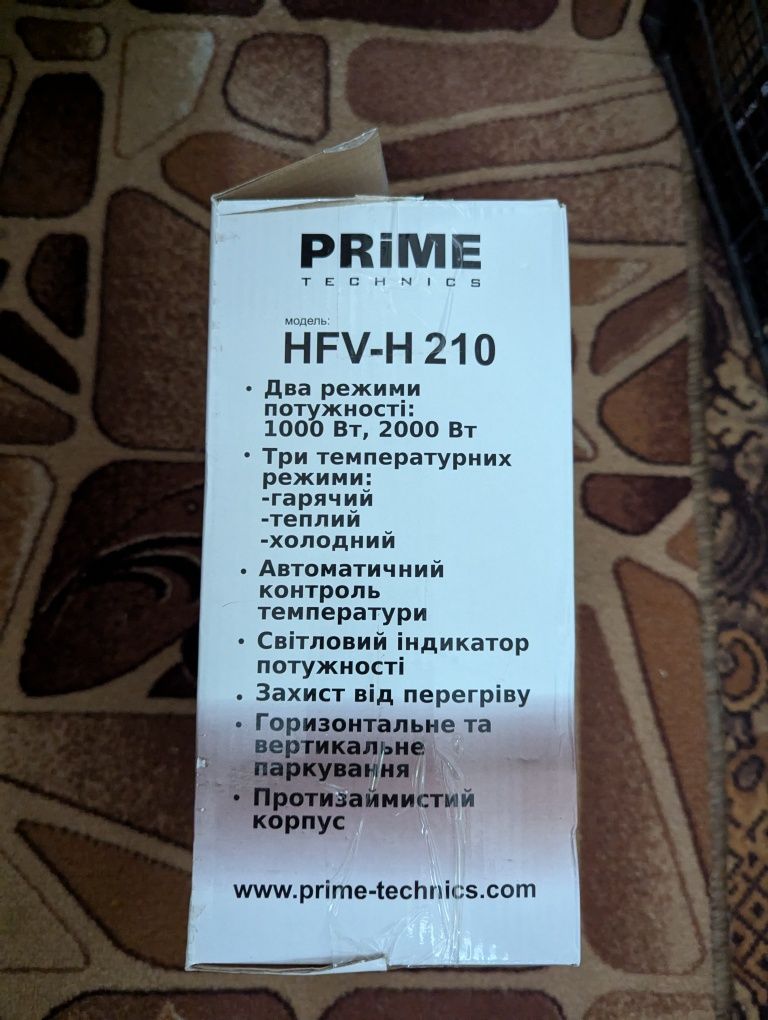 PRiME
TECHNICS
модель:
HFV-H 210
• Два режими
потужності:
1000 Вт, 2000 Вт
• Три температурних
режими:
-гарячий
-теплий
-холодний
• Автоматичний
контроль
температури
• Світловий індикатор
потужності
• Захист від перегріву
• Горизонтальне та
вертикальне
паркування
• Протизаймистий
корпус
www.prime-technics.com